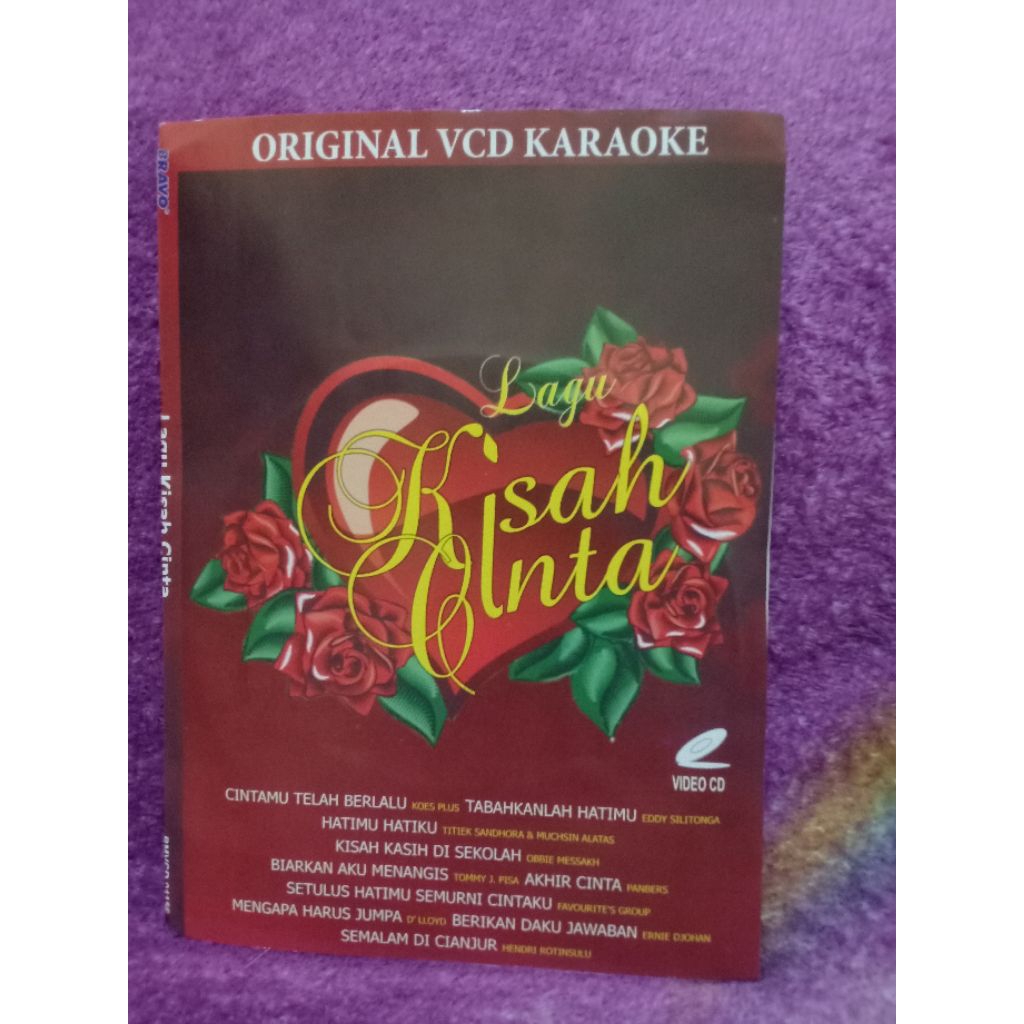 ORIGINAL VCD KARAOKE
BRAVO
Lagu
Kisah
Cinta
Lagu Kisah Cinta
VIDEO CD
CINTAMU TELAH BERLALU KOES PLUS TABAHKANLAH HATIMU EDDY SILITONGA
HATIMU HATIKU TITIEK SANDHORA & MUCHSIN ALATAS
KISAH KASIH DI SEKOLAH OBBIE MESSAKH
BIARKAN AKU MENANGIS TOMMY J. PISA AKHIR CINTA PANBERS
SETULUS HATIMU SEMURNI CINTAKU FAVOURITE'S GROUP
MENGAPA HARUS JUMPA D' LLOYD BERIKAN DAKU JAWABAN ERNIE DJOHAN
SEMALAM DI CIANJUR HENDRI ROTINSULU